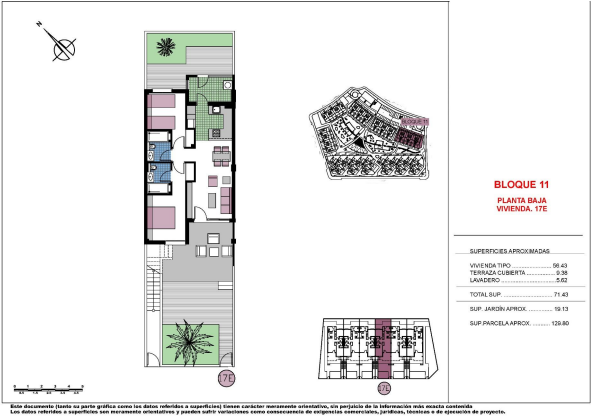 N
BLOQUE 11
17E
17E
BLOQUE 11
PLANTA BAJA
VIVIENDA. 17E
SUPERFICIES APROXIMADAS
VIVIENDA TIPO ........................ 56.43
TERRAZA CUBIERTA ................ 9.38
LAVADERO ................................ 5.62
TOTAL SUP. ............................. 71.43
SUP. JARDÍN APROX. ............... 19.13
SUP.PARCELA APROX. ........... 129.80
Este documento (tanto su parte gráfica como los datos referidos a superficies) tienen carácter meramente orientativo, sin perjuicio de la información más exacta contenida
Los datos referidos a superficies son meramente orientativos y pueden sufrir variaciones como consecuencia de exigencias comerciales, jurídicas, técnicas o de ejecución de proyecto.